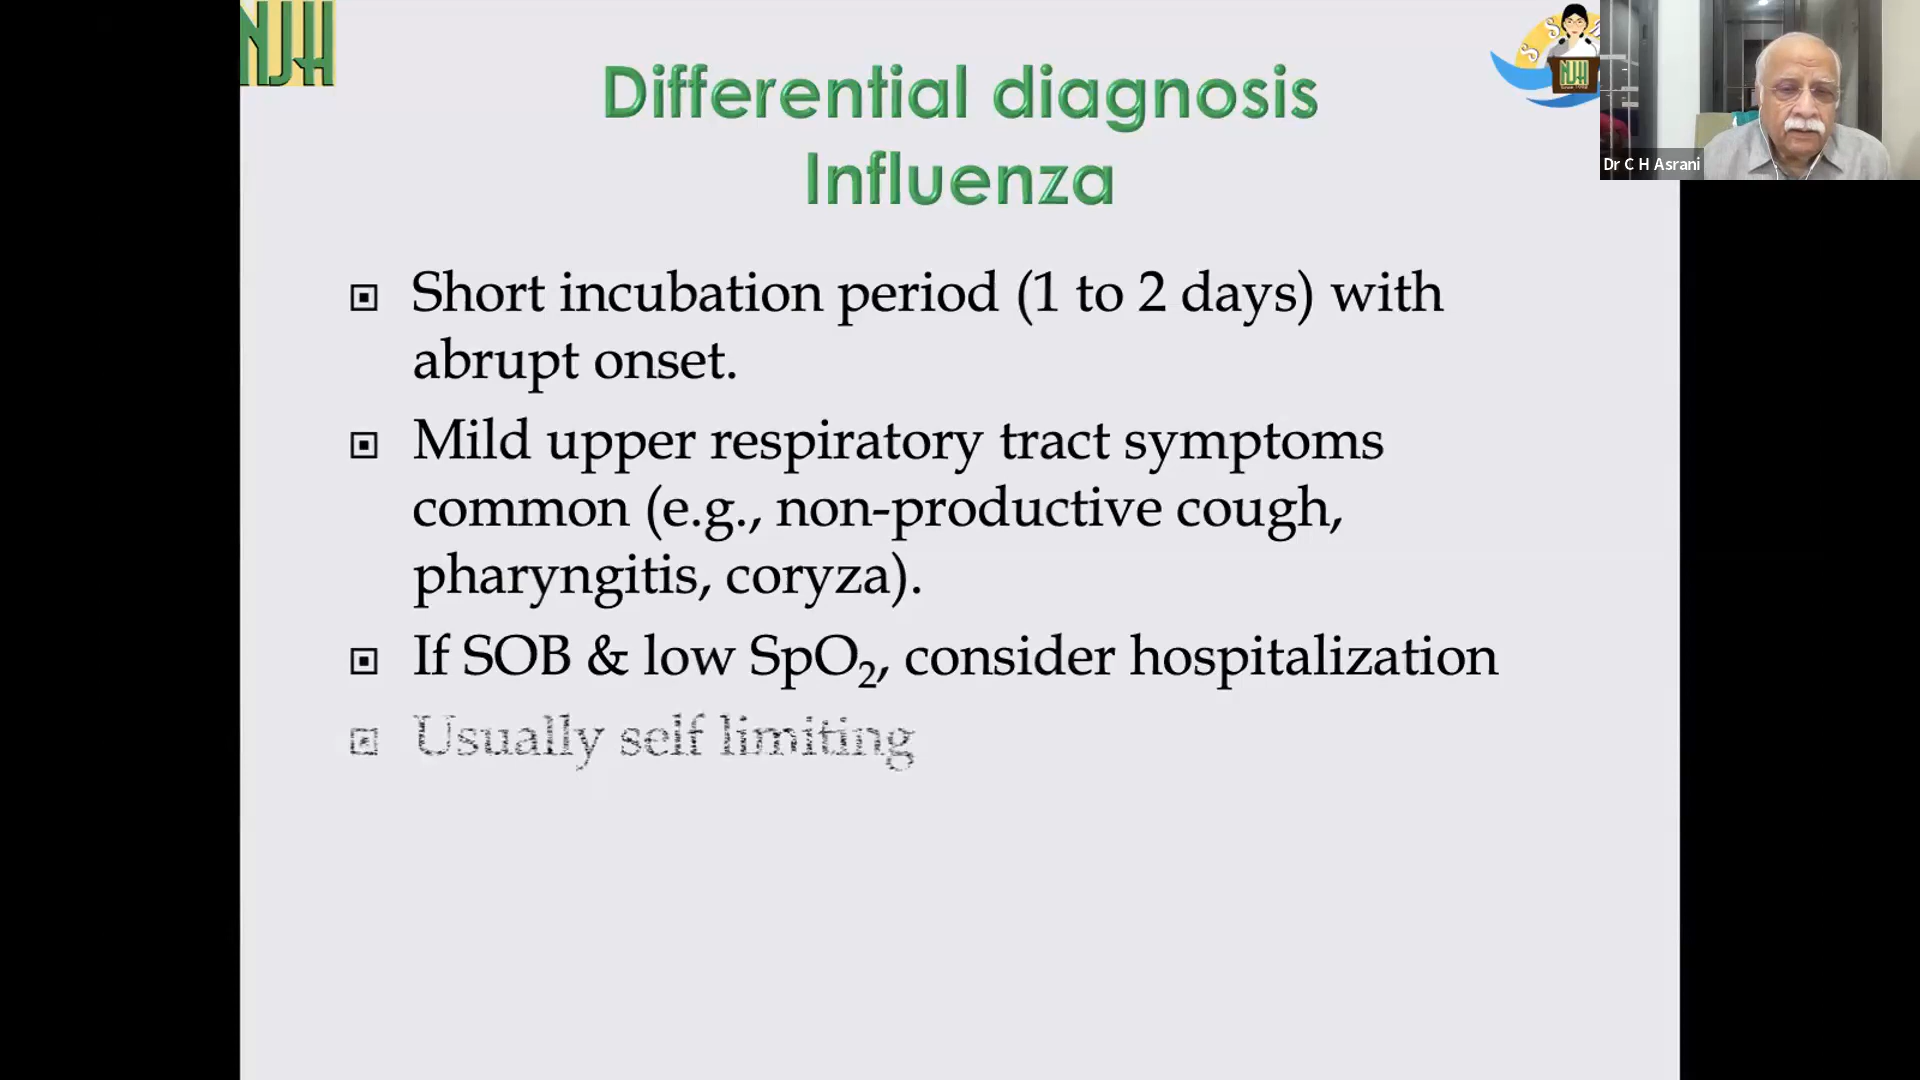 NJH
Differential diagnosis
Influenza
Short incubation period (1 to 2 days) with
abrupt onset.
Mild upper respiratory tract symptoms
common (e.g., non-productive cough,
pharyngitis, coryza).
If SOB & low SpO₂, consider hospitalization
Usually self limiting
S S
NJH
Dr C H Asrani